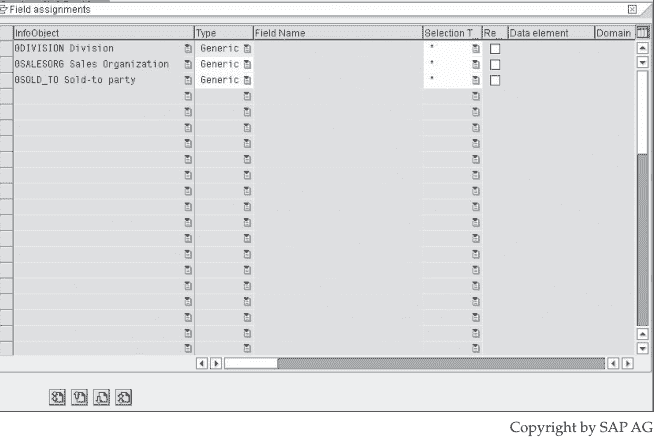 Field assignments
InfoObject Type Field Name Selection T.. Re... Data element Domain
0DIVISION Division Generic *
0SALESORG Sales Organization Generic *
0SOLD_TO Sold-to party Generic *
Copyright by SAP AG